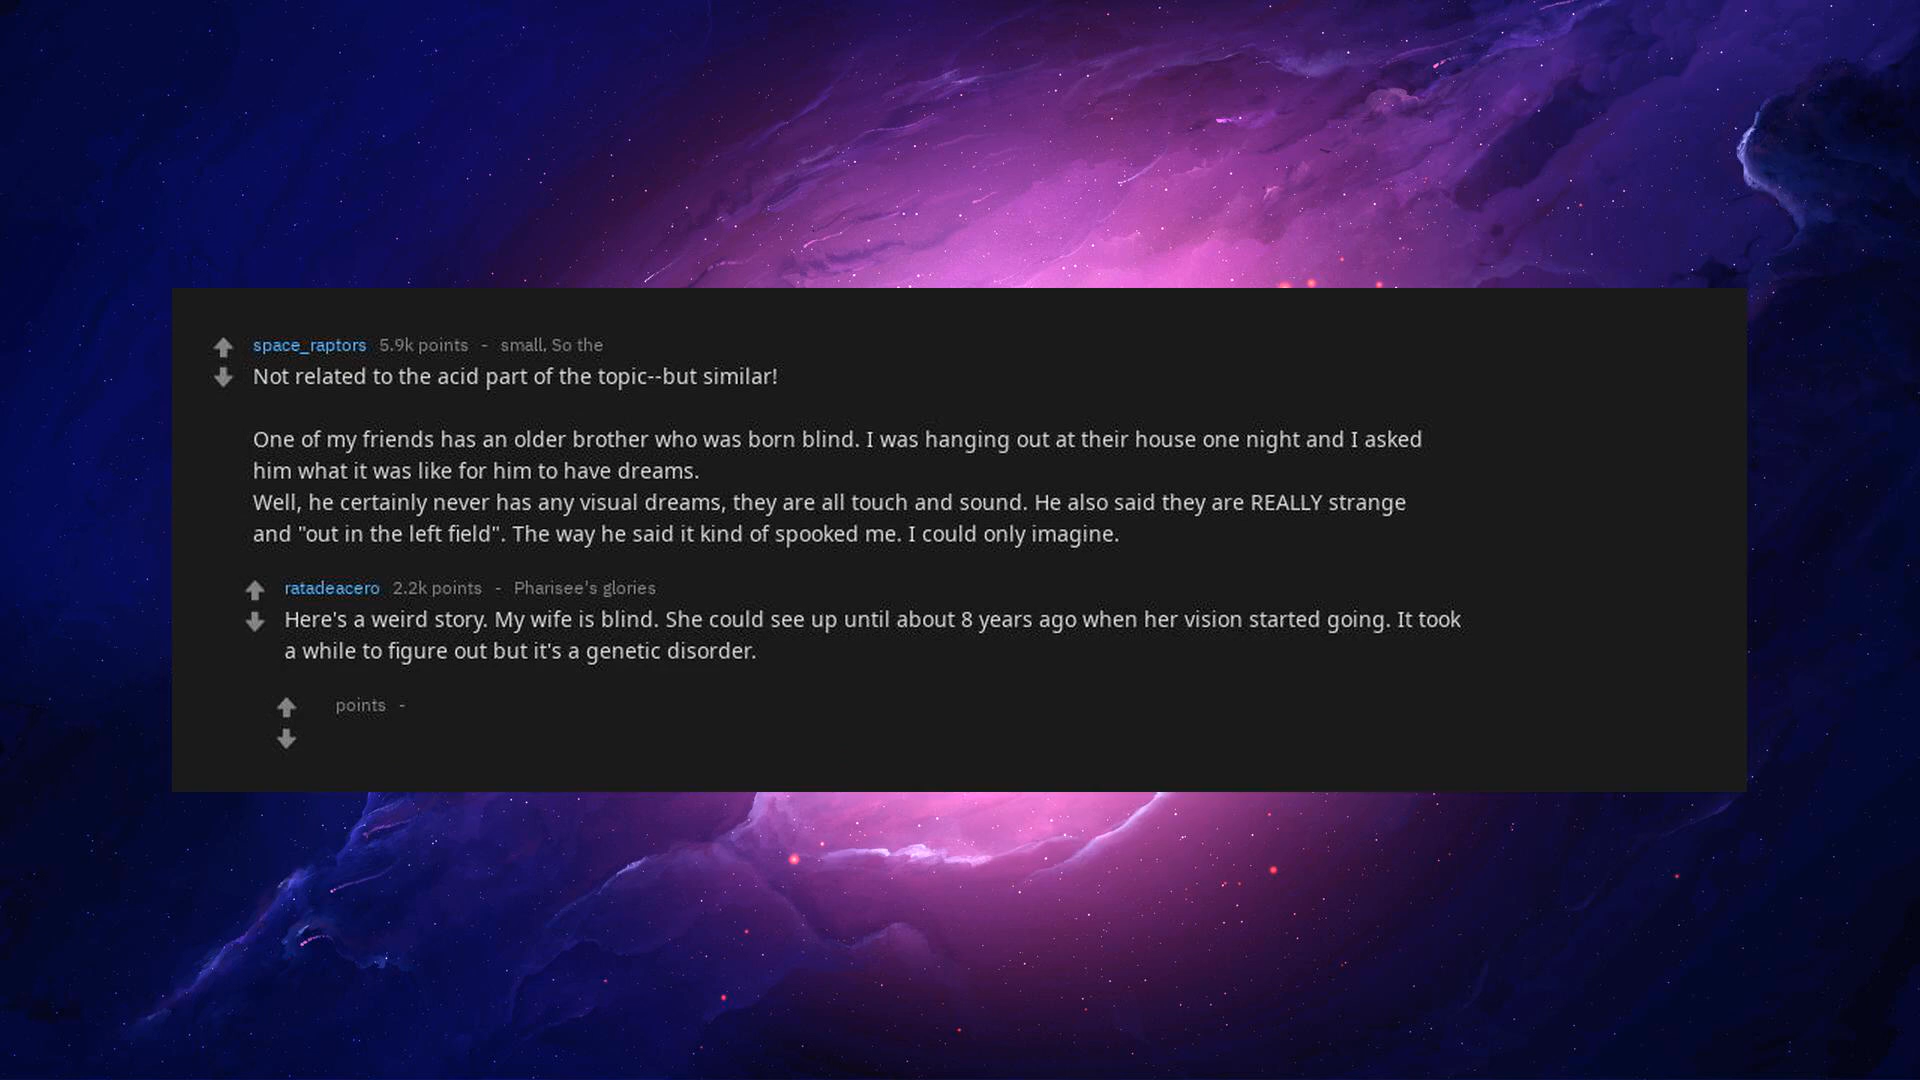 space_raptors 5.9k points - small, So the
Not related to the acid part of the topic--but similar!
One of my friends has an older brother who was born blind. I was hanging out at their house one night and I asked
him what it was like for him to have dreams.
Well, he certainly never has any visual dreams, they are all touch and sound. He also said they are REALLY strange
and "out in the left field". The way he said it kind of spooked me. I could only imagine.
ratadeacero 2.2k points - Pharisee's glories
Here's a weird story. My wife is blind. She could see up until about 8 years ago when her vision started going. It took
a while to figure out but it's a genetic disorder.
points -